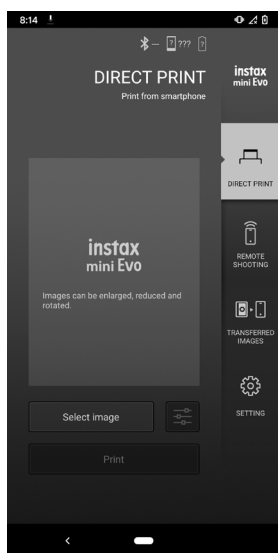 8:14
???
DIRECT PRINT
Print from smartphone
instax
mini Evo
DIRECT PRINT
REMOTE
SHOOTING
TRANSFERRED
IMAGES
SETTING
instax
mini Evo
Images can be enlarged, reduced and
rotated.
Select image
Print